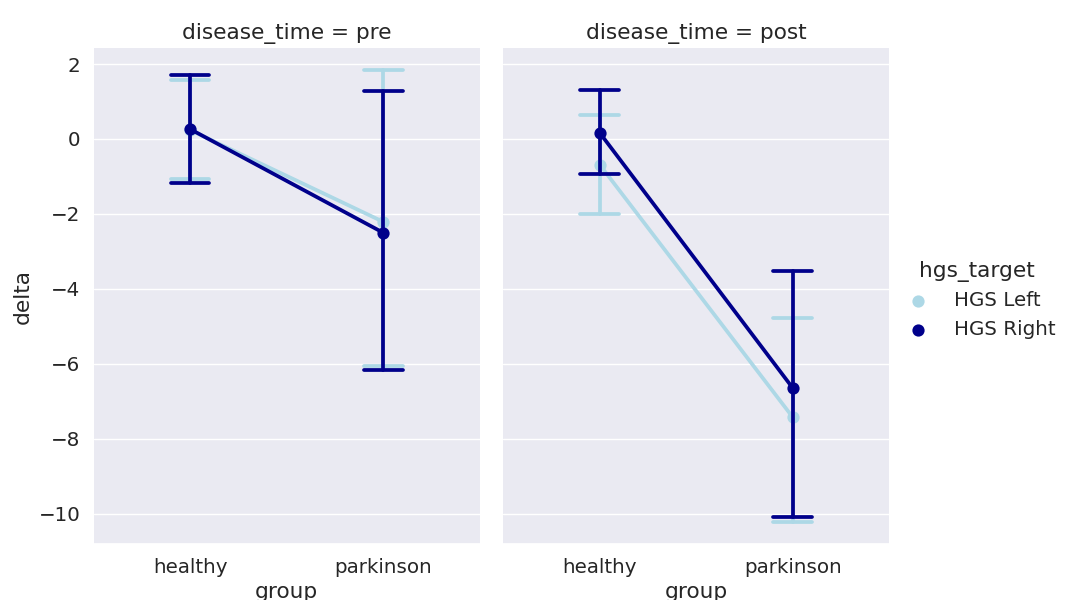 disease_time = pre
disease_time = post
2
0
−2
−4
−6
−8
−10
delta
healthy
parkinson
group
healthy
parkinson
group
hgs_target
HGS Left
HGS Right